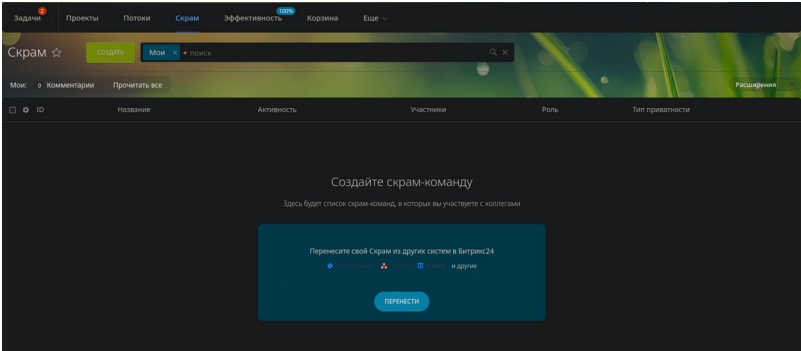 Задачи 2 Проекты Потоки Скрам Эффективность 100% Корзина Еще
Скрам СОЗДАТЬ Мои × + поиск
Мои: 0 Комментарии Прочитать все Расширения
ID Название Активность Участники Роль Тип приватности
Создайте скрам-команду
Здесь будет список скрам-команд, в которых вы участвуете с коллегами
Перенесите свой Скрам из других систем в Битрикс24
и другие
ПЕРЕНЕСТИ